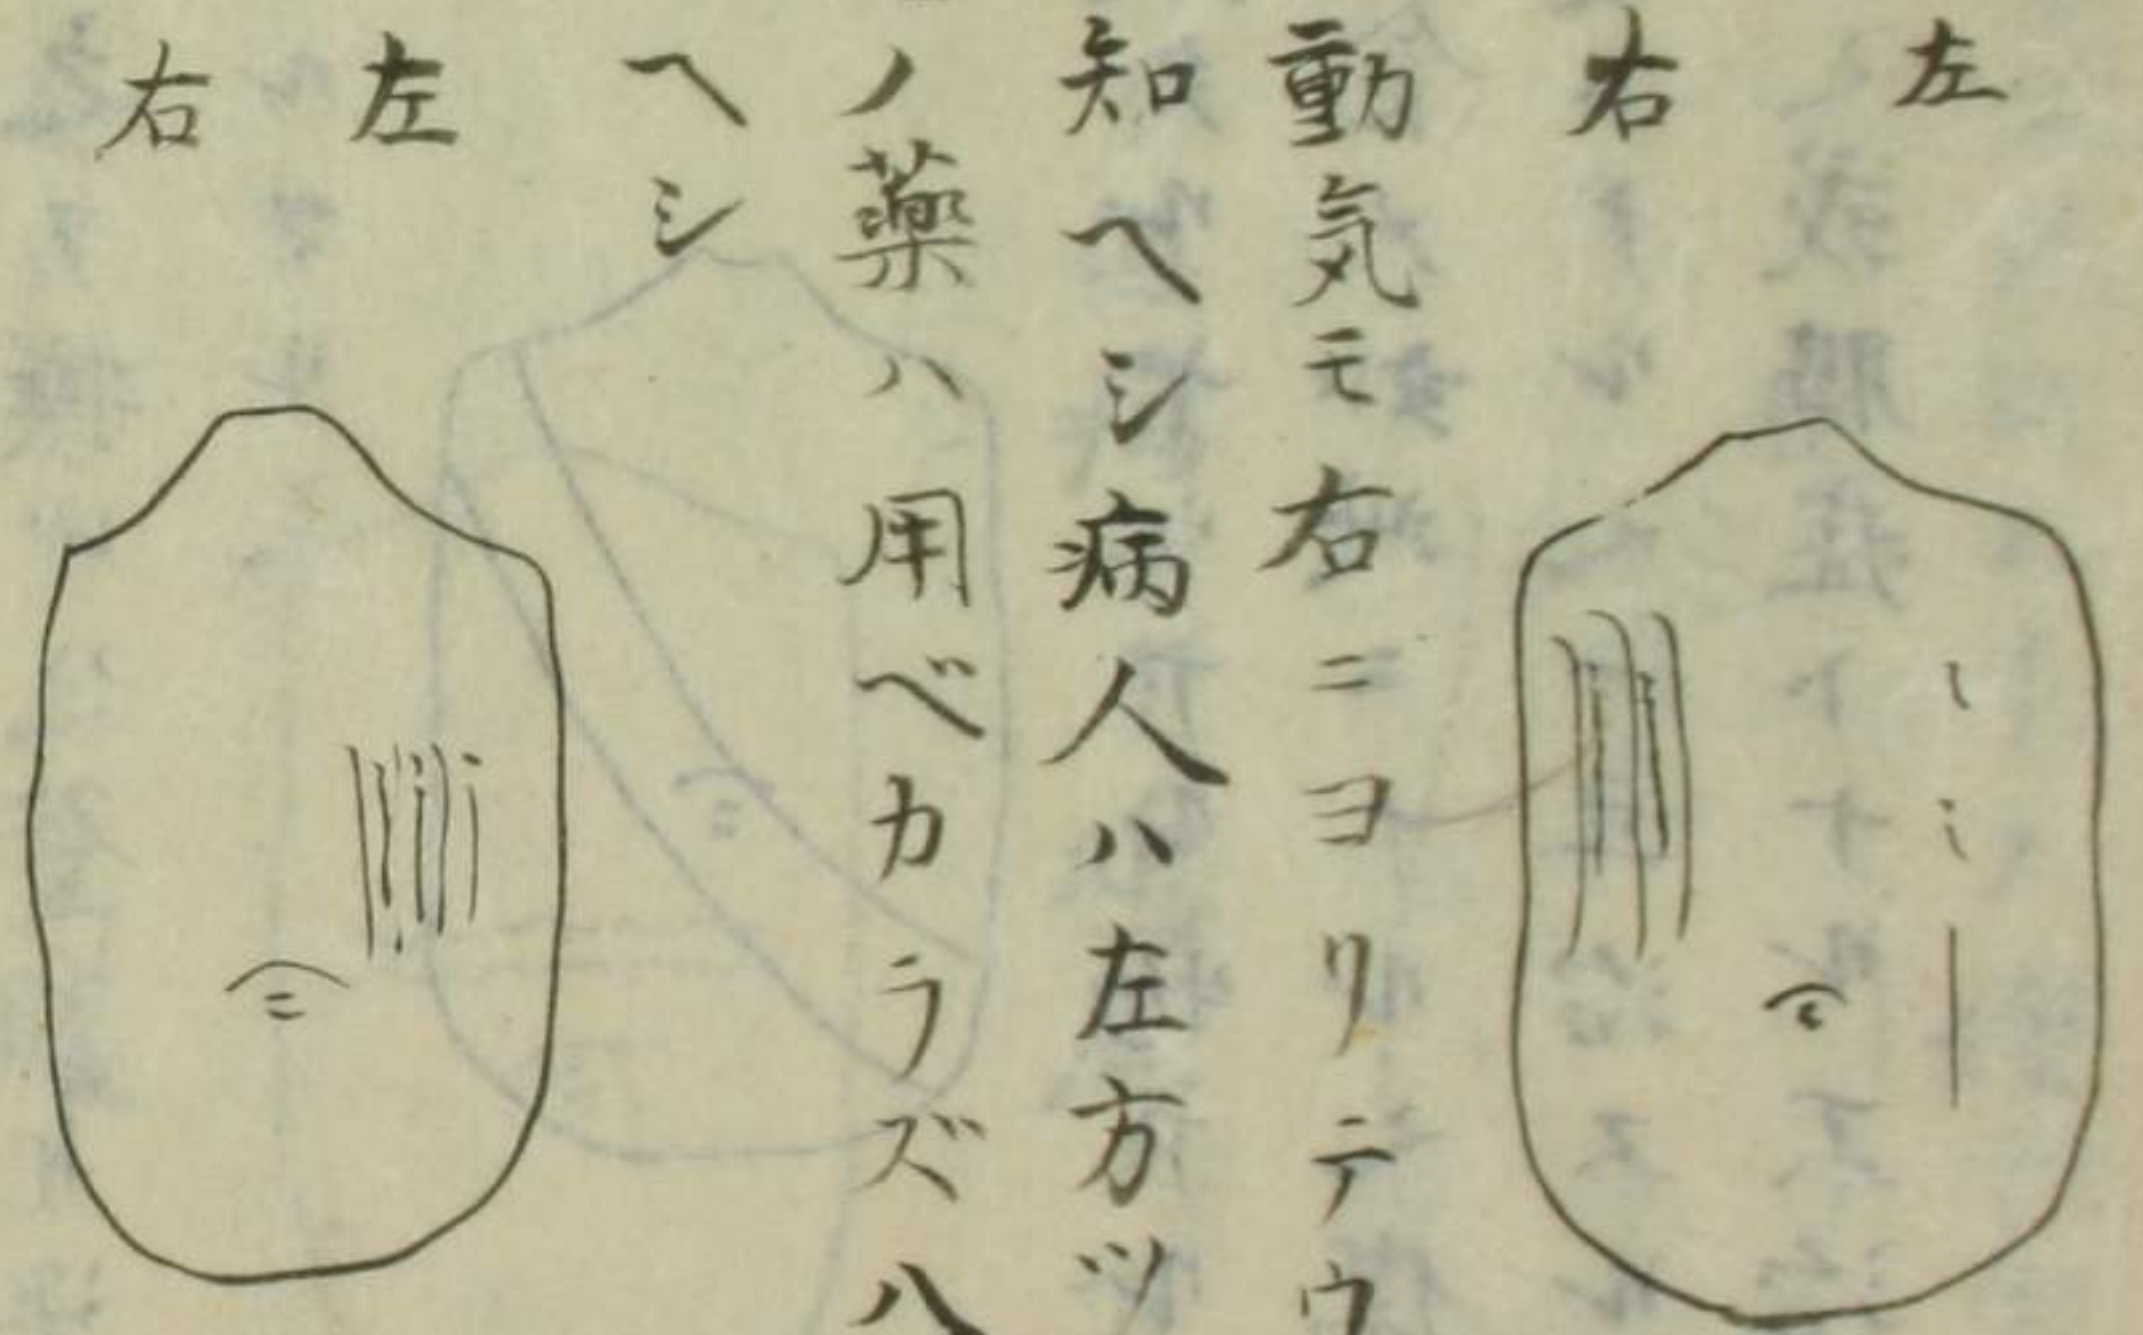 左
右
動気モ右ニヨリテウ
知ヘシ病人ハ左方ツ
ノ薬ハ用ベカラズ八
ヘシ
左
右